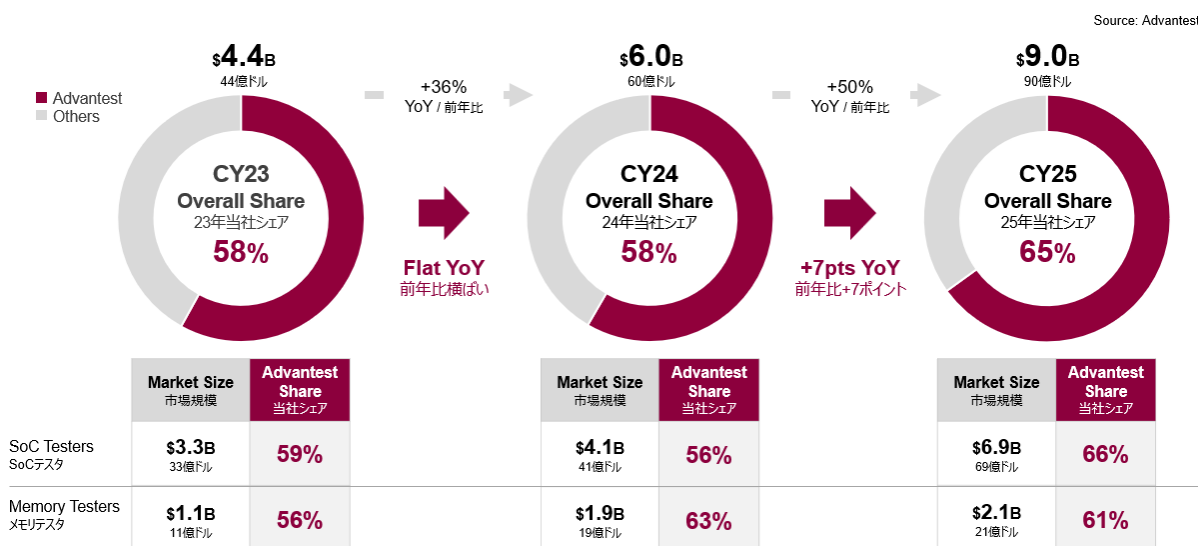 Source: Advantest
Advantest
Others
$4.4B
44億ドル
+36%
YoY / 前年比
$6.0B
60億ドル
+50%
YoY / 前年比
$9.0B
90億ドル
CY23
Overall Share
23年当社シェア
58%
Flat YoY
前年比横ばい
CY24
Overall Share
24年当社シェア
58%
+7pts YoY
前年比+7ポイント
CY25
Overall Share
25年当社シェア
65%
Market Size
市場規模
Advantest
Share
当社シェア
Market Size
市場規模
Advantest
Share
当社シェア
Market Size
市場規模
Advantest
Share
当社シェア
SoC Testers
SoCテスタ
$3.3B
33億ドル
59%
$4.1B
41億ドル
56%
$6.9B
69億ドル
66%
Memory Testers
メモリテスタ
$1.1B
11億ドル
56%
$1.9B
19億ドル
63%
$2.1B
21億ドル
61%